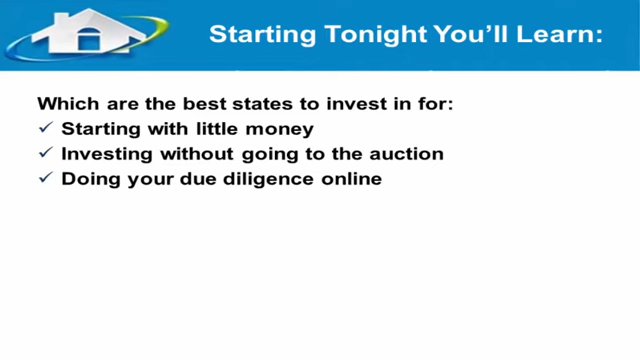 Starting Tonight You'll Learn:
Which are the best states to invest in for:
Starting with little money
Investing without going to the auction
Doing your due diligence online